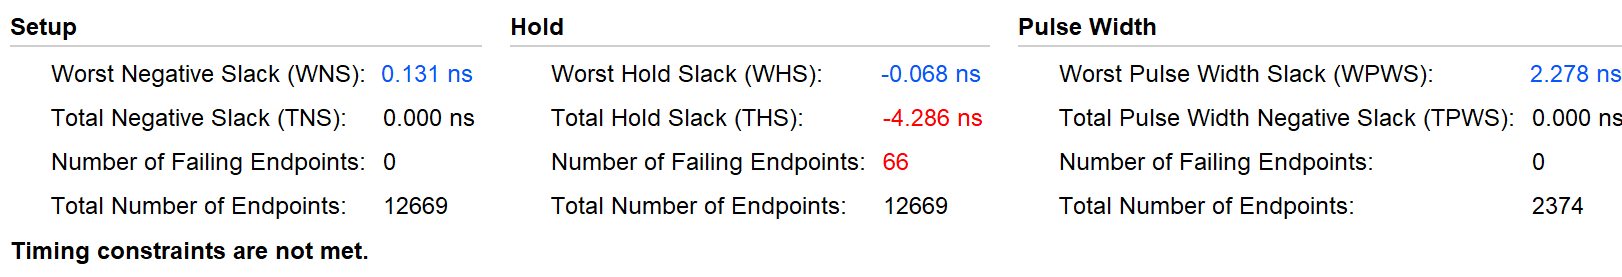 Setup
Worst Negative Slack (WNS): 0.131 ns
Total Negative Slack (TNS): 0.000 ns
Number of Failing Endpoints: 0
Total Number of Endpoints: 12669
Hold
Worst Hold Slack (WHS): -0.068 ns
Total Hold Slack (THS): -4.286 ns
Number of Failing Endpoints: 66
Total Number of Endpoints: 12669
Pulse Width
Worst Pulse Width Slack (WPWS): 2.278 ns
Total Pulse Width Negative Slack (TPWS): 0.000 ns
Number of Failing Endpoints: 0
Total Number of Endpoints: 2374
Timing constraints are not met.